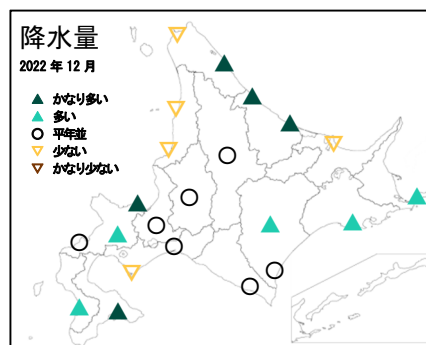 降水量
2022 年 12 月
かなり多い
多い
平年並
少ない
かなり少ない